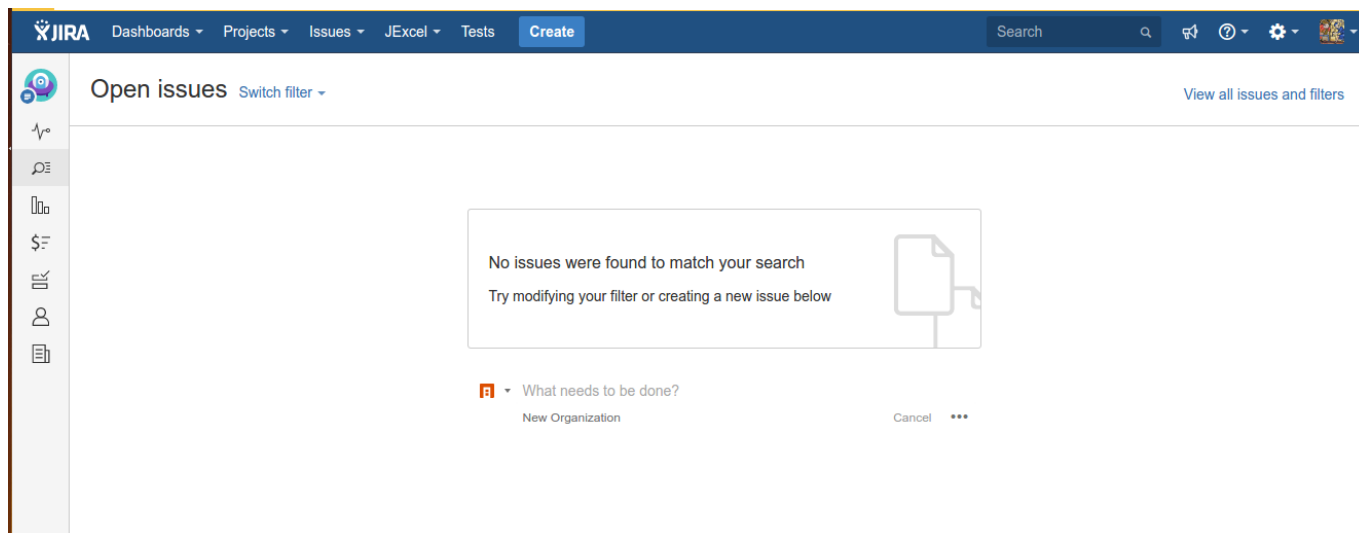 JIRA Dashboards Projects Issues JExcel Tests Create Search
Open issues Switch filter
View all issues and filters
No issues were found to match your search
Try modifying your filter or creating a new issue below
What needs to be done?
New Organization Cancel •••